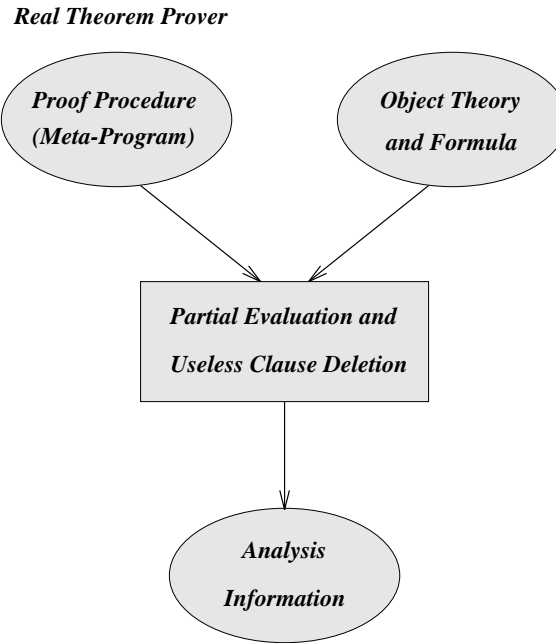 Real Theorem Prover
Proof Procedure
(Meta-Program)
Object Theory
and Formula
Partial Evaluation and
Useless Clause Deletion
Analysis
Information